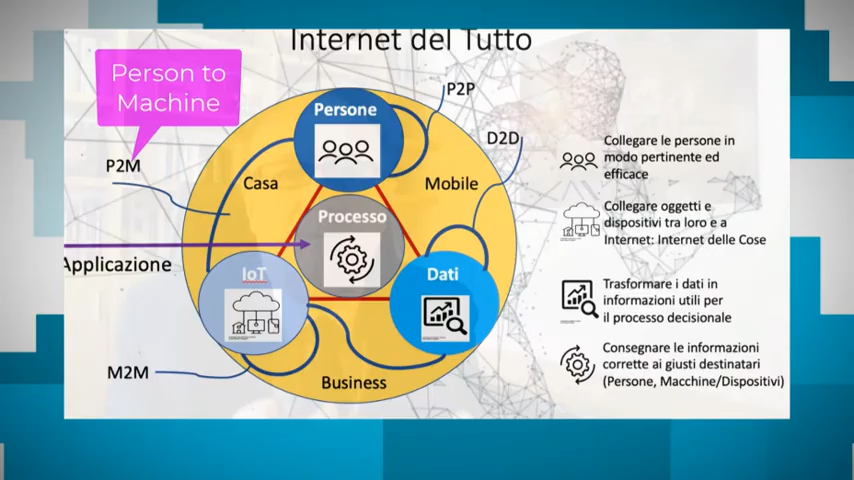 Internet del Tutto
Person to
Machine
P2P
Persone
D2D
P2M
Casa
Mobile
Processo
Applicazione
IoT
Dati
M2M
Business
Collegare le persone in
modo pertinente ed
efficace
Collegare oggetti e
dispositivi tra loro e a
Internet: Internet delle Cose
Trasformare i dati in
informazioni utili per
il processo decisionale
Consegnare le informazioni
corrette ai giusti destinatari
(Persone, Macchine/Dispositivi)